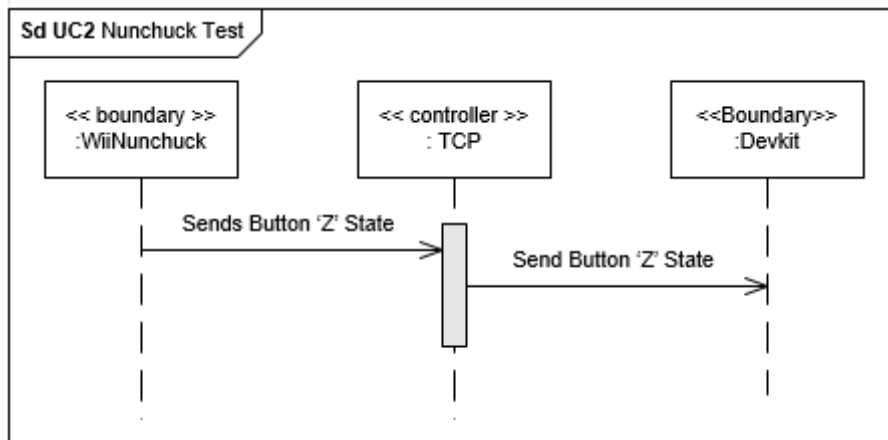 Sd UC2 Nunchuck Test
<< boundary >>
:WiiNunchuck
<< controller >>
: TCP
<<Boundary>>
:Devkit
Sends Button ‘Z’ State
Send Button ‘Z’ State